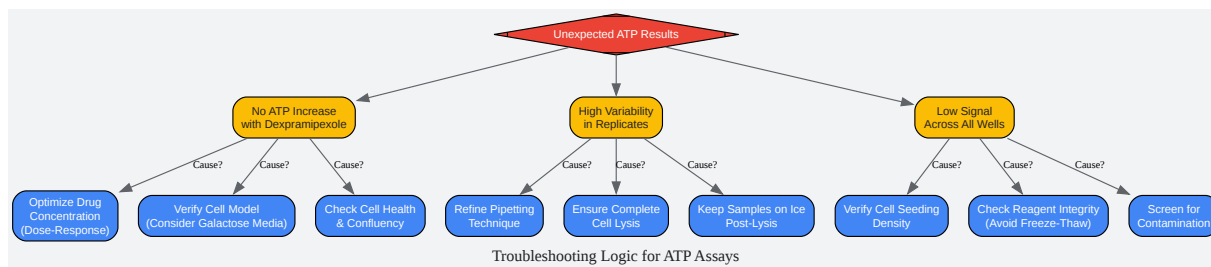 Unexpected ATP Results
No ATP Increase
with Dexpramipexole
High Variability
in Replicates
Low Signal
Across All Wells
Cause?
Cause?
Cause?
Cause?
Cause?
Cause?
Cause?
Cause?
Cause?
Optimize Drug
Concentration
(Dose-Response)
Verify Cell Model
(Consider Galactose Media)
Check Cell Health
& Confluency
Refine Pipetting
Technique
Ensure Complete
Cell Lysis
Keep Samples on Ice
Post-Lysis
Verify Cell Seeding
Density
Check Reagent Integrity
(Avoid Freeze-Thaw)
Screen for
Contamination
Troubleshooting Logic for ATP Assays